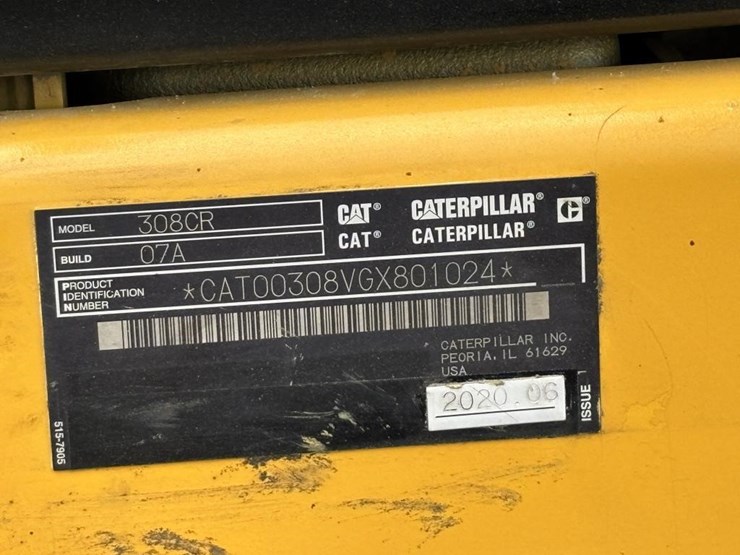 MODEL 308CR
BUILD 07A
CAT® CATERPILLAR® C
CAT® CATERPILLAR®
PRODUCT
IDENTIFICATION
NUMBER
*CAT00308VGX801024*
CATERPILLAR INC.
PEORIA, IL 61629
USA
2020.06
ISSUE
515-7905